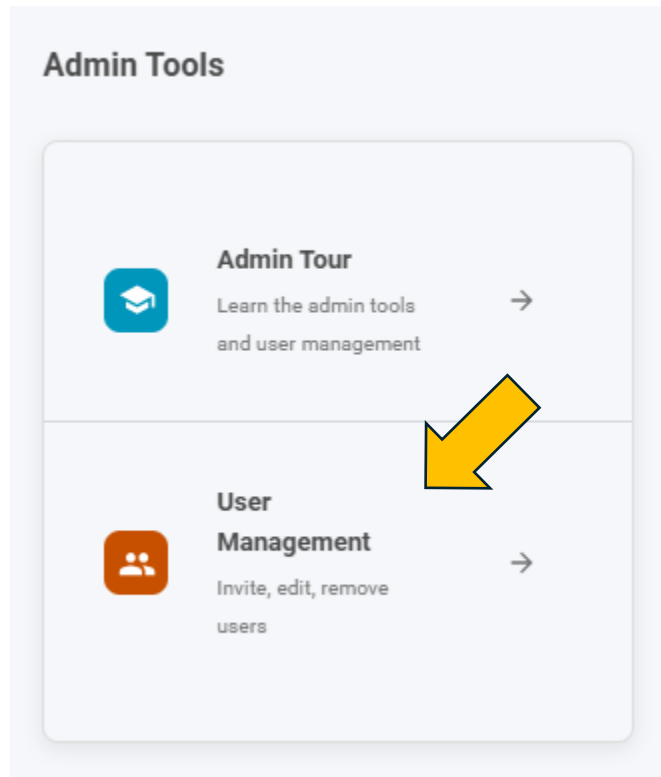 Admin Tools
Admin Tour
Learn the admin tools
and user management
User
Management
Invite, edit, remove
users